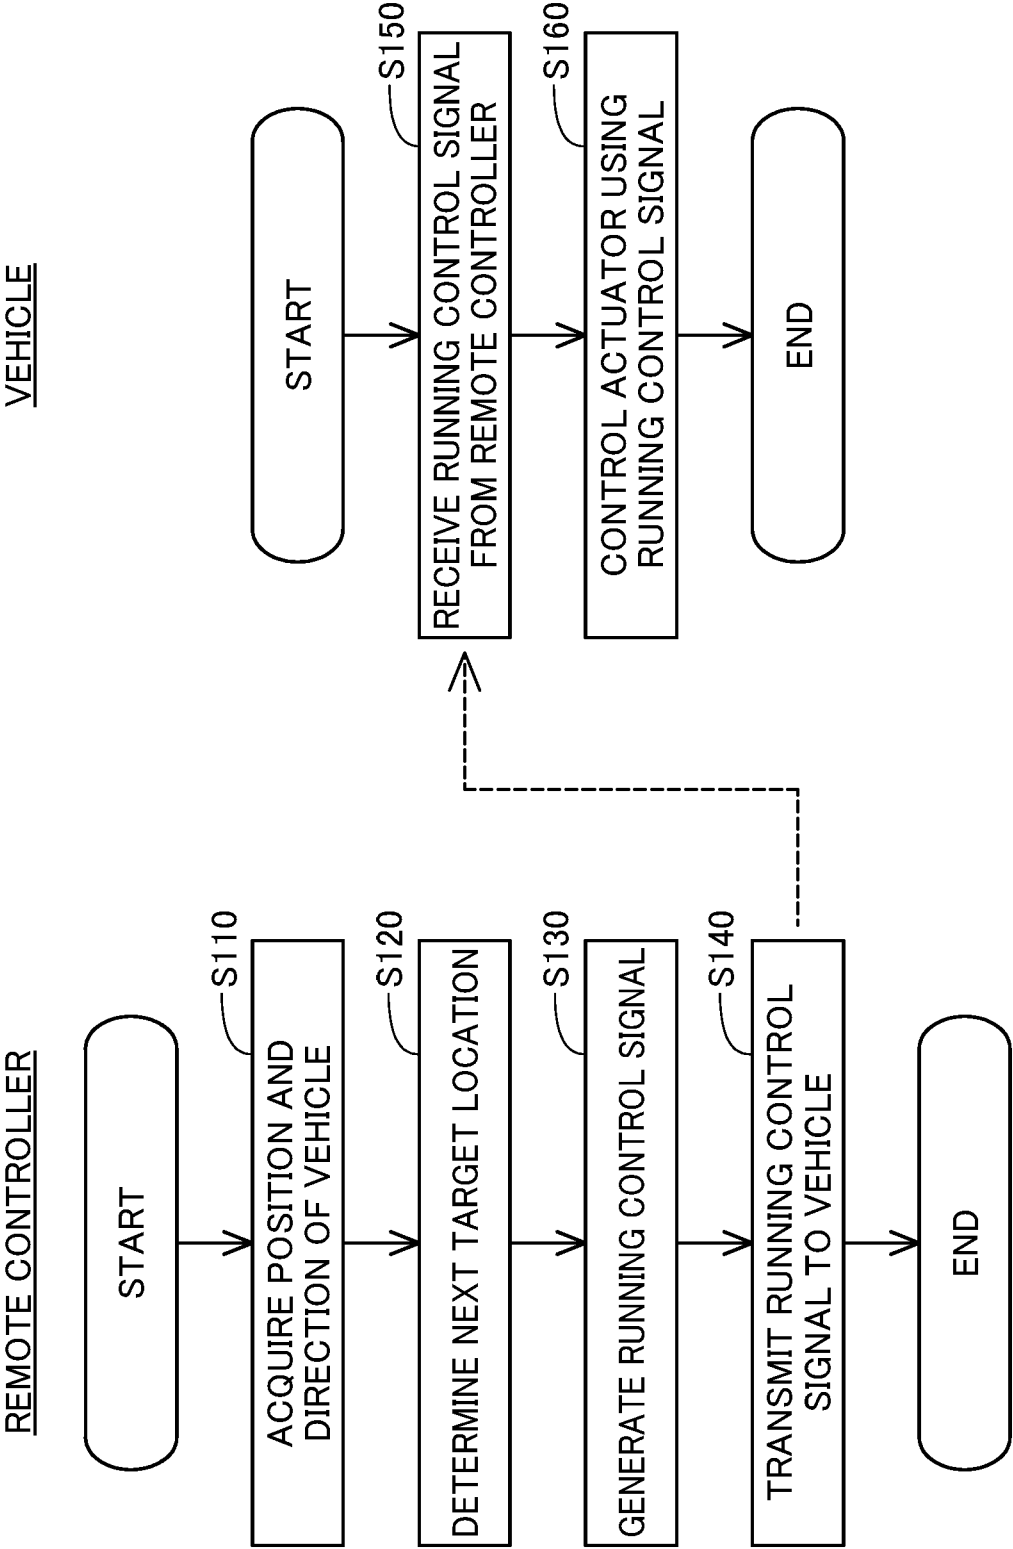 REMOTE CONTROLLER
START
S110
ACQUIRE POSITION AND
DIRECTION OF VEHICLE
S120
DETERMINE NEXT TARGET LOCATION
S130
GENERATE RUNNING CONTROL SIGNAL
S140
TRANSMIT RUNNING CONTROL
SIGNAL TO VEHICLE
END
VEHICLE
START
S150
RECEIVE RUNNING CONTROL SIGNAL
FROM REMOTE CONTROLLER
S160
CONTROL ACTUATOR USING
RUNNING CONTROL SIGNAL
END